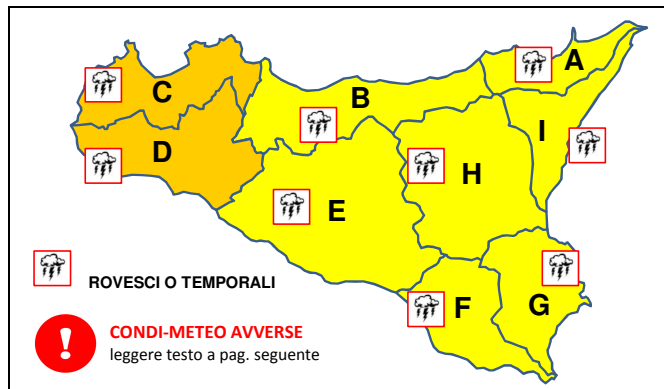 A
B
C
I
D
H
E
ROVESCI O TEMPORALI
F
G
!
CONDI-METEO AVVERSE
leggere testo a pag. seguente